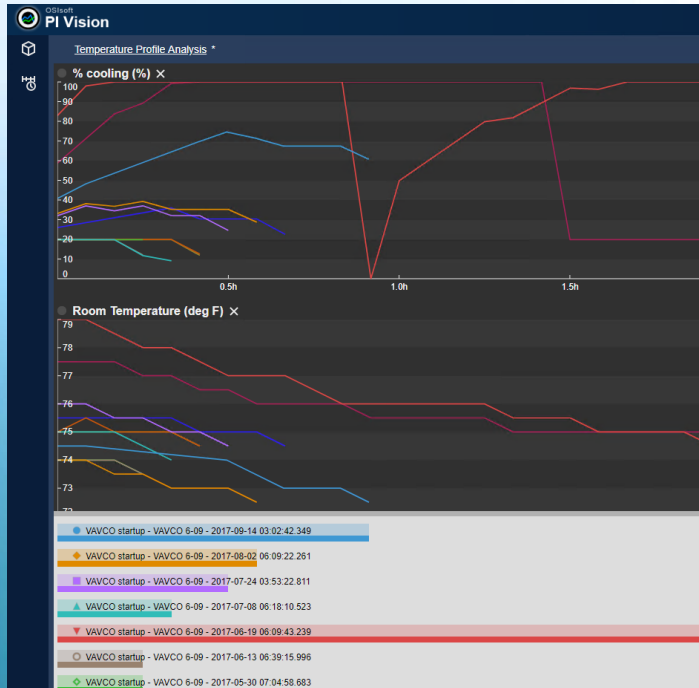 OSIsoft
PI Vision
Temperature Profile Analysis *
% cooling (%) ×
100
90
80
70
60
50
40
30
20
10
0
0.5h 1.0h 1.5h
Room Temperature (deg F) ×
79
78
77
76
75
74
73
72
VAVCO startup - VAVCO 6-09 - 2017-09-14 03:02:42.349
VAVCO startup - VAVCO 6-09 - 2017-08-02 06:09:22.261
VAVCO startup - VAVCO 6-09 - 2017-07-24 03:53:22.811
VAVCO startup - VAVCO 6-09 - 2017-07-08 06:18:10.523
VAVCO startup - VAVCO 6-09 - 2017-06-19 06:09:43.239
VAVCO startup - VAVCO 6-09 - 2017-06-13 06:39:15.996
VAVCO startup - VAVCO 6-09 - 2017-05-30 07:04:58.683